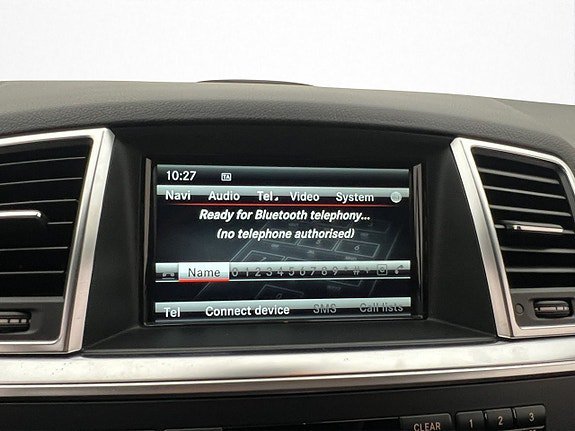 10:27 TA
Navi Audio Tel Video System
Ready for Bluetooth telephony...
(no telephone authorised)
Name 0 1 2 3 4 5 6 7 8 9 * # +
Tel Connect device SMS Call lists
CLEAR 1 2 3